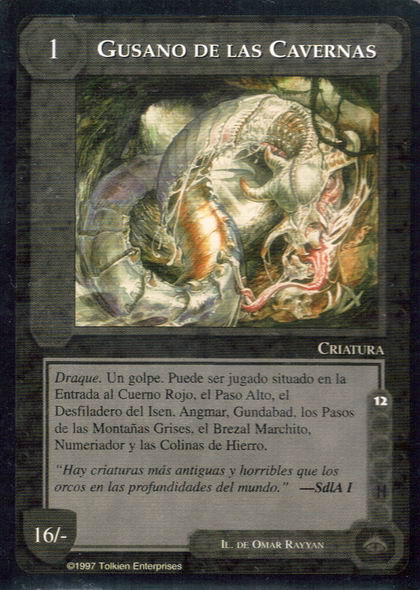 1
GUSANO DE LAS CAVERNAS
CRIATURA
Draque. Un golpe. Puede ser jugado situado en la
Entrada al Cuerno Rojo, el Paso Alto, el
Desfiladero del Isen. Angmar, Gundabad, los Pasos
de las Montañas Grises, el Brezal Marchito,
Numeriador y las Colinas de Hierro.
12
"Hay criaturas más antiguas y horribles que los
orcos en las profundidades del mundo." —SdlA I
H
16/-
IL. DE OMAR RAYYAN
©1997 Tolkien Enterprises